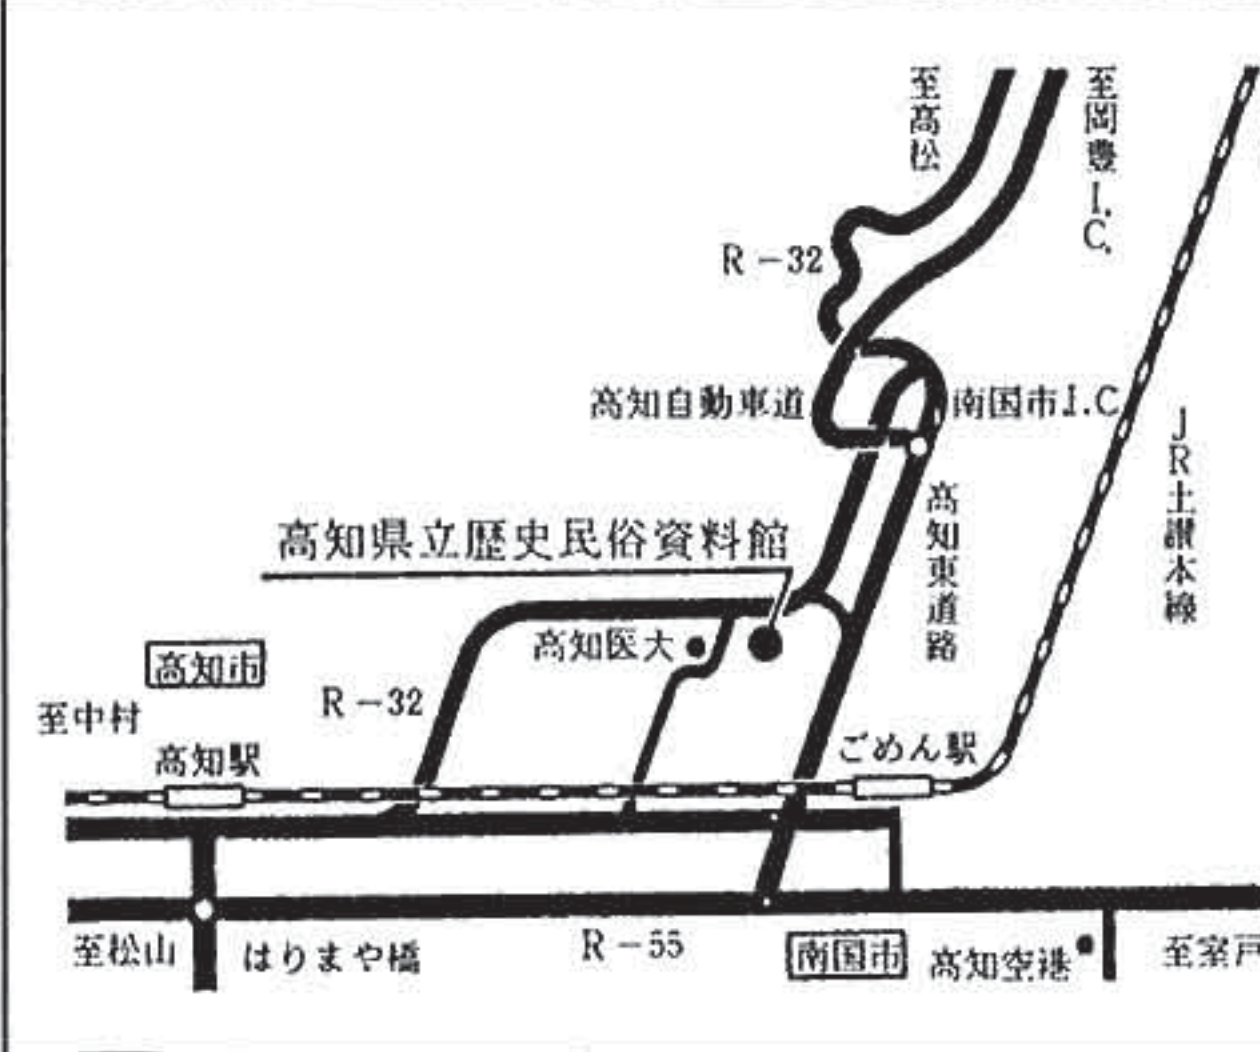 至高松
至岡豊I.C.
R－32
高知自動車道
南国市I.C
JR土讃本線
高知東道路
高知県立歴史民俗資料館
高知医大
高知市
R－32
至中村
高知駅
ごめん駅
至松山
はりまや橋
R－55
南国市
高知空港
至室戸